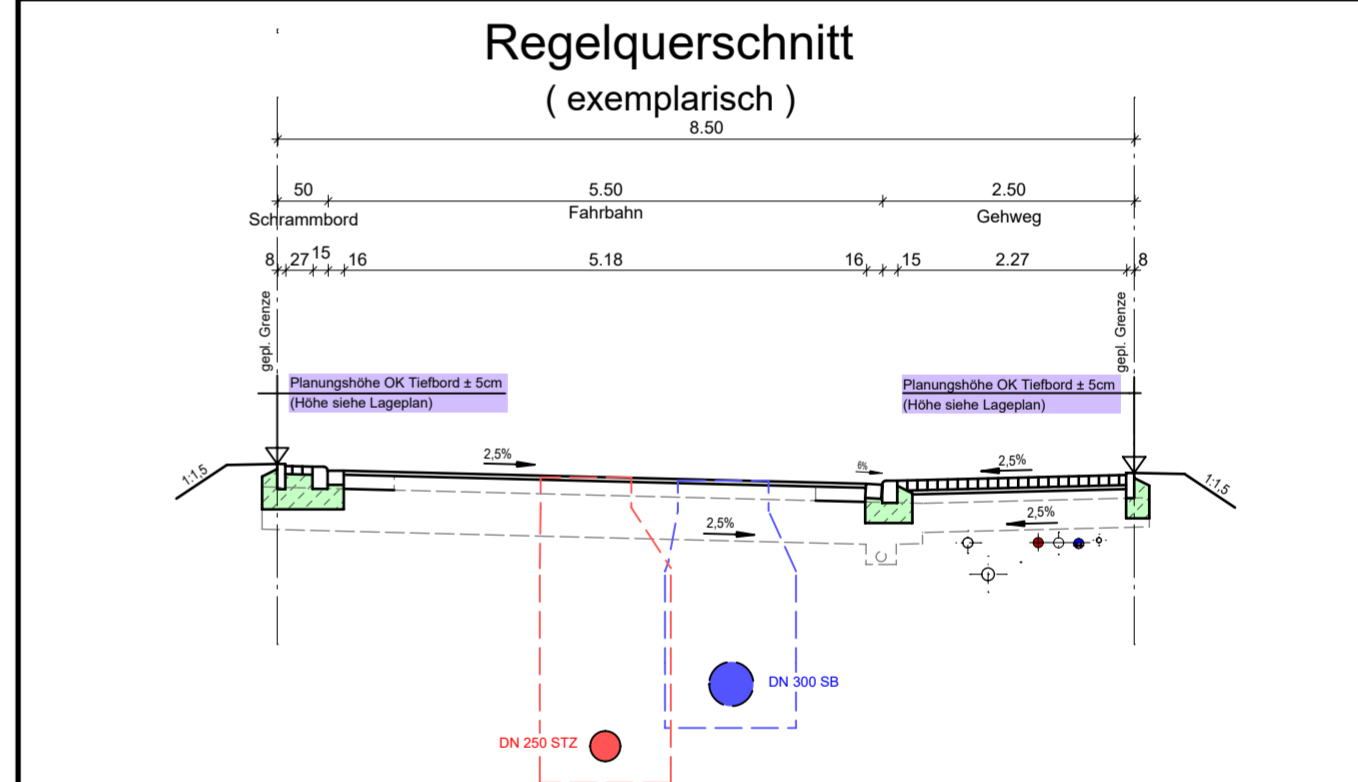 Regelquerschnitt
( exemplarisch )
8.50
50 5.50 2.50
Schrammbord Fahrbahn Gehweg
8 27 15 16 5.18 16 15 2.27 8
gepl. Grenze gepl. Grenze
Planungshöhe OK Tiefbord ± 5cm
(Höhe siehe Lageplan)
Planungshöhe OK Tiefbord ± 5cm
(Höhe siehe Lageplan)
1:1,5 2,5% 6% 2,5% 1:1,5
2,5% 2,5%
DN 300 SB
DN 250 STZ